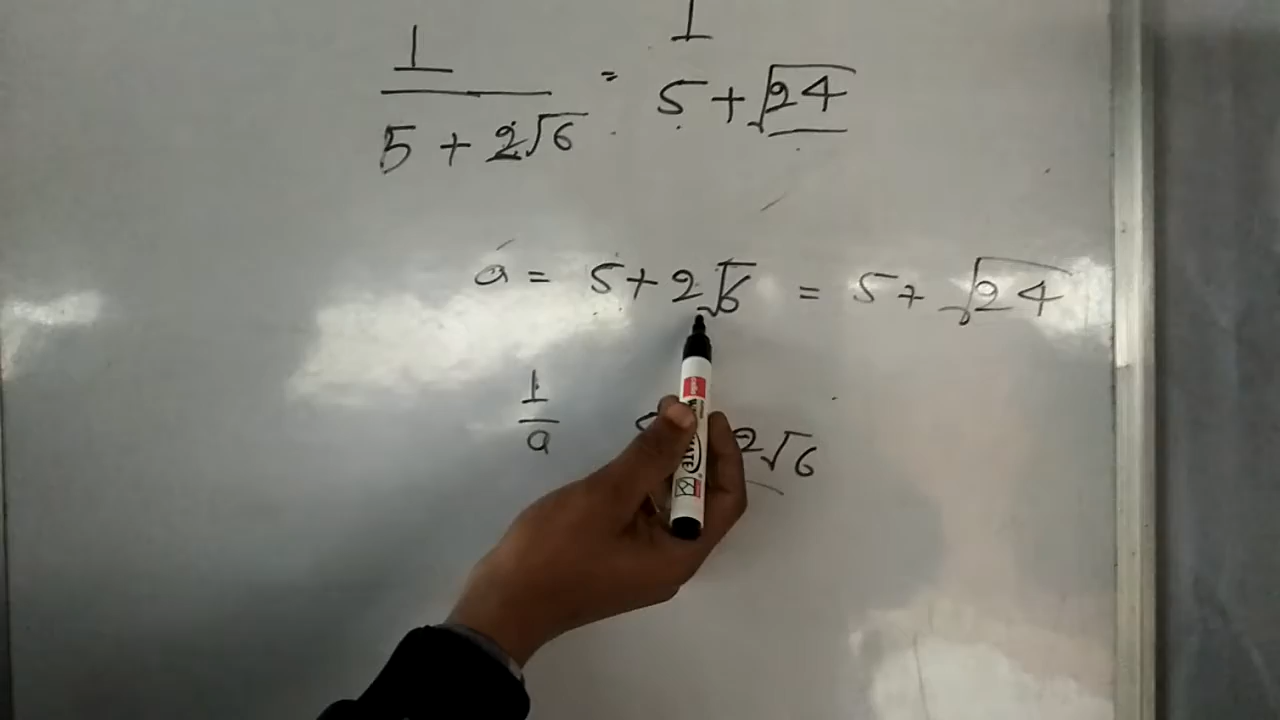 1 1
5 + 2√6 = 5 + √24
a = 5 + 2√6 = 5 + √24
1
a 2√6